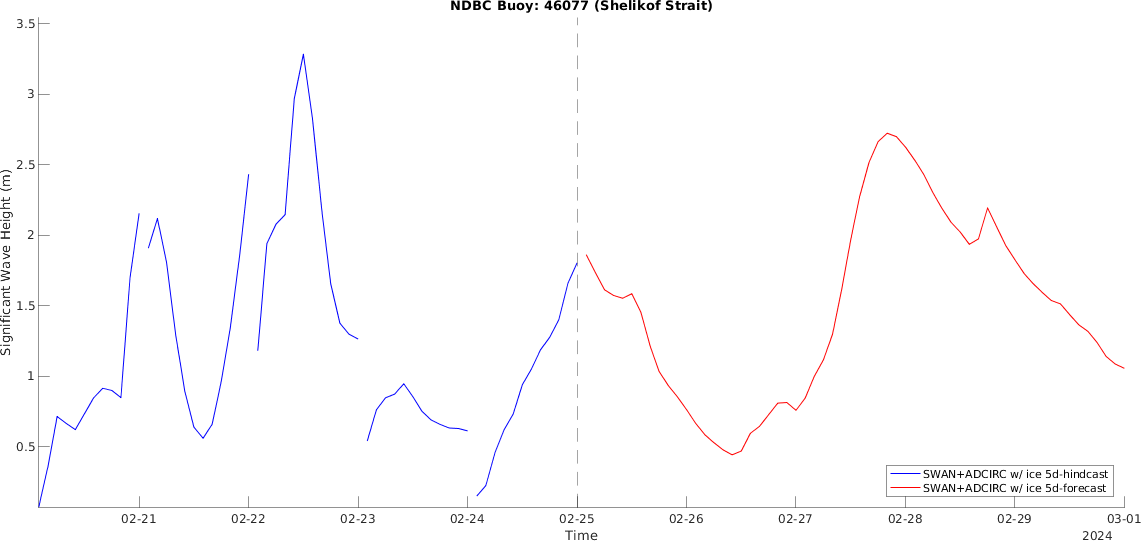 NDBC Buoy: 46077 (Shelikof Strait)
3.5
3
2.5
2
1.5
1
0.5
Significant Wave Height (m)
SWAN+ADCIRC w/ ice 5d-hindcast
SWAN+ADCIRC w/ ice 5d-forecast
02-21 02-22 02-23 02-24 02-25 02-26 02-27 02-28 02-29 03-01
Time
2024